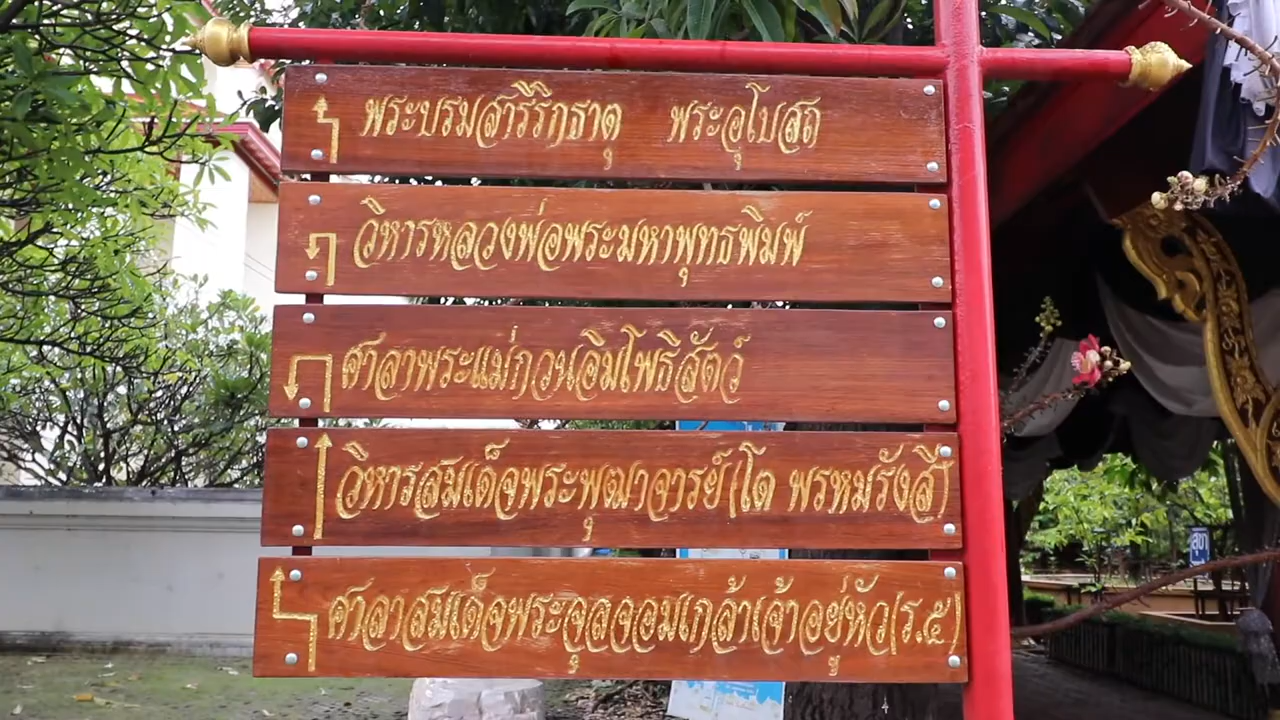 พระบรมสารีริกธาตุ พระอุโบสถ
วิหารหลวงพ่อพระมหาพุทธพิมพ์
ศาลาพระแม่กวนอิมโพธิสัตว์
วิหารสมเด็จพระพุฒาจารย์(โต พรหมรังสี)
ศาลาสมเด็จพระจุลจอมเกล้าเจ้าอยู่หัว(ร.๕)